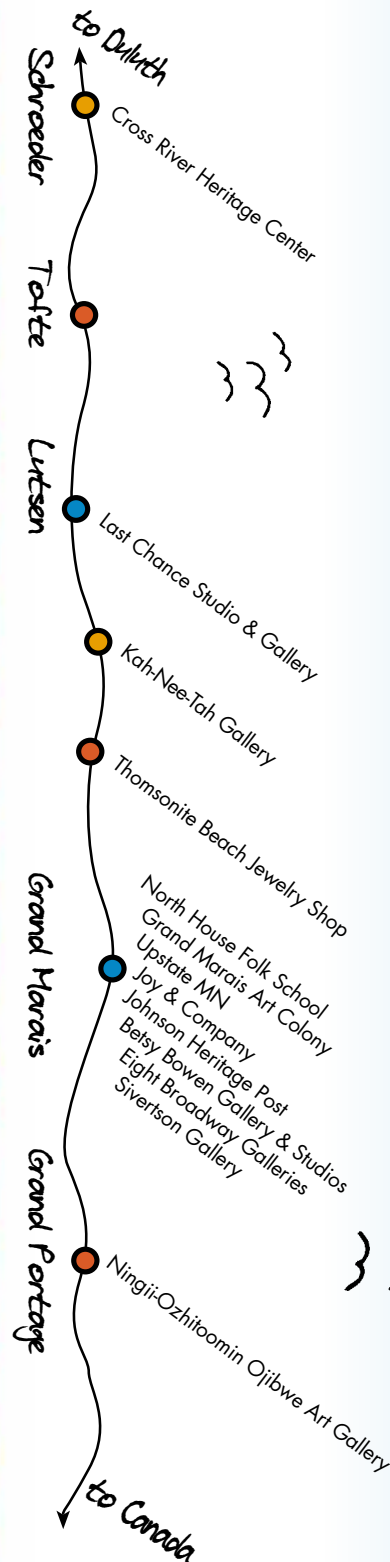 to Duluth
Schroeder
Cross River Heritage Center
Tofte
Lutsen
Last Chance Studio & Gallery
Kah-Nee-Tah Gallery
Thomsonite Beach Jewelry Shop
Grand Marais
North House Folk School
Grand Marais Art Colony
Upstate MN
Joy & Company
Johnson Heritage Post
Betsy Bowen Gallery & Studios
Eight Broadway Galleries
Sivertson Gallery
Grand Portage
Ningii-Ozhitoomin Ojibwe Art Gallery
to Canada